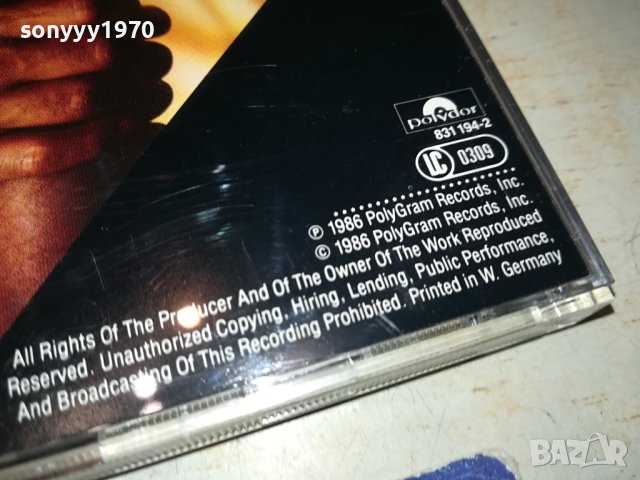 sonyyy1970
polydor
831 194-2
LC 0309
℗ 1986 PolyGram Records, Inc.
© 1986 PolyGram Records, Inc.
All Rights Of The Producer And Of The Owner Of The Work Reproduced
Reserved. Unauthorized Copying, Hiring, Lending, Public Performance,
And Broadcasting Of This Recording Prohibited. Printed in W. Germany
BAZAR